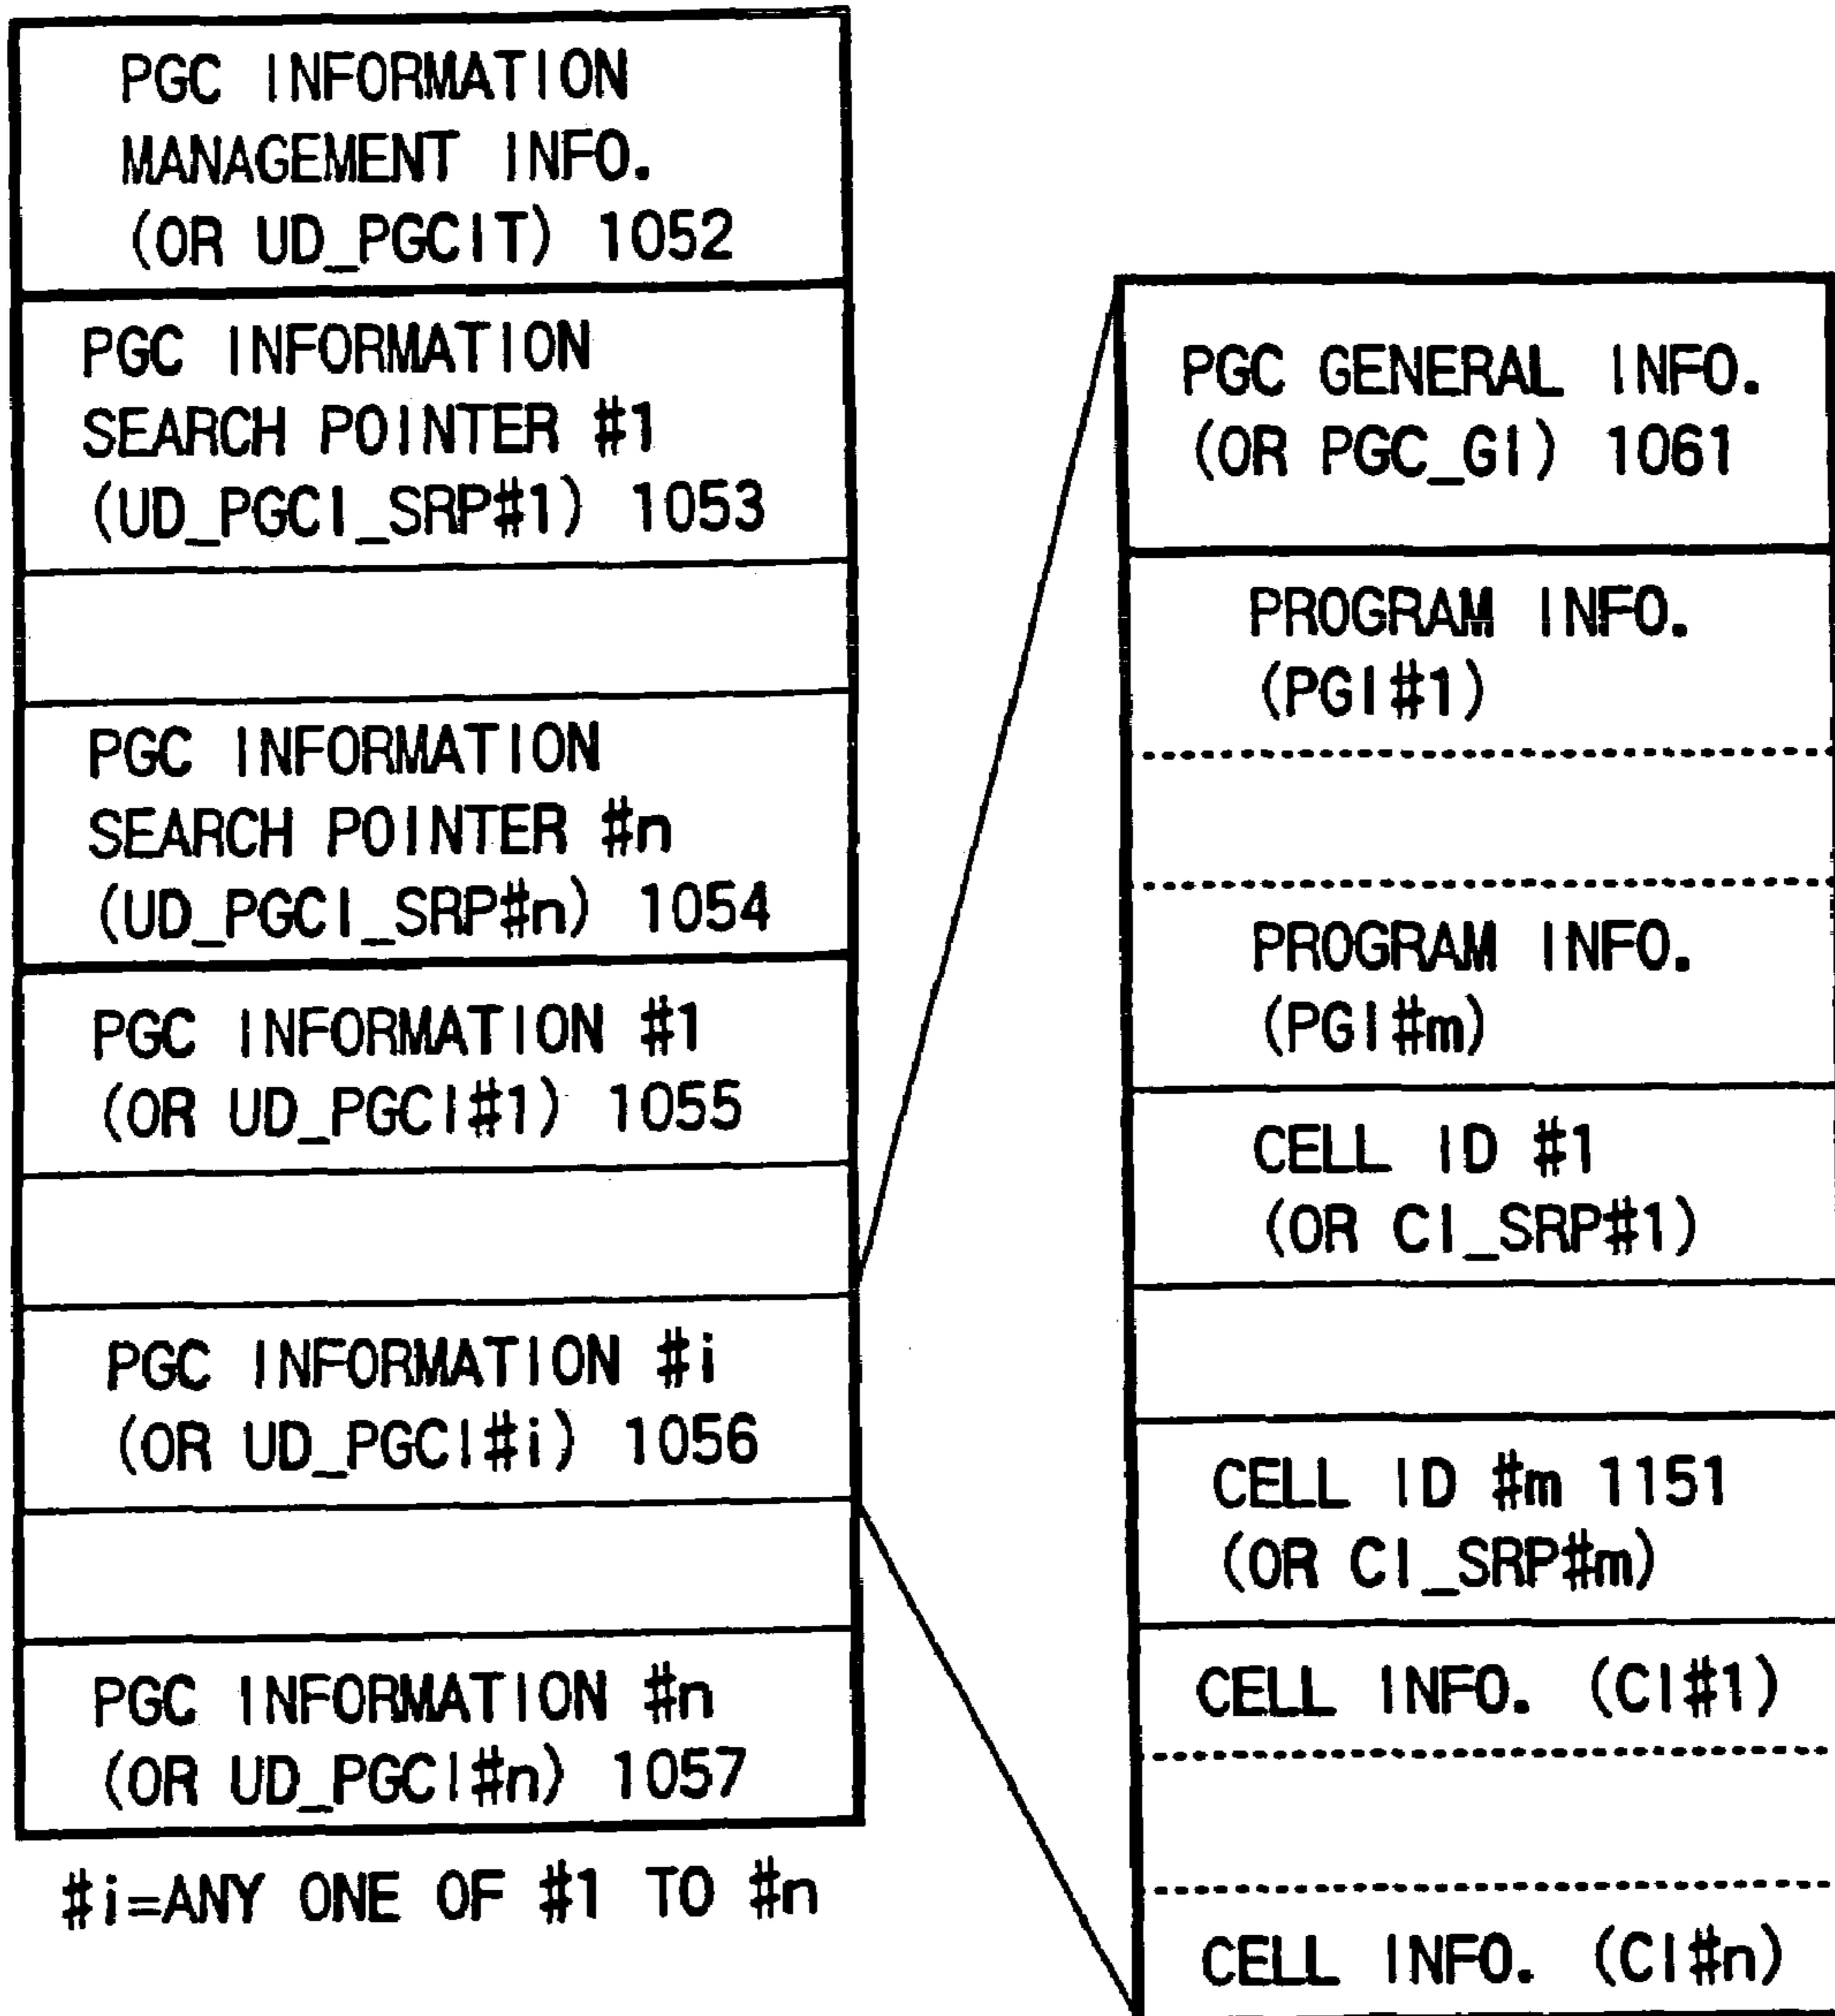 PGC INFORMATION
MANAGEMENT INFO.
(OR UD_PGCIT) 1052
PGC INFORMATION
SEARCH POINTER #1
(UD_PGCI_SRP#1) 1053
PGC INFORMATION
SEARCH POINTER #n
(UD_PGCI_SRP#n) 1054
PGC INFORMATION #1
(OR UD_PGCI#1) 1055
PGC INFORMATION #i
(OR UD_PGCI#i) 1056
PGC INFORMATION #n
(OR UD_PGCI#n) 1057
#i=ANY ONE OF #1 TO #n
PGC GENERAL INFO.
(OR PGC_GI) 1061
PROGRAM INFO.
(PGI#1)
PROGRAM INFO.
(PGI#m)
CELL ID #1
(OR CI_SRP#1)
CELL ID #m 1151
(OR CI_SRP#m)
CELL INFO. (CI#1)
CELL INFO. (CI#n)